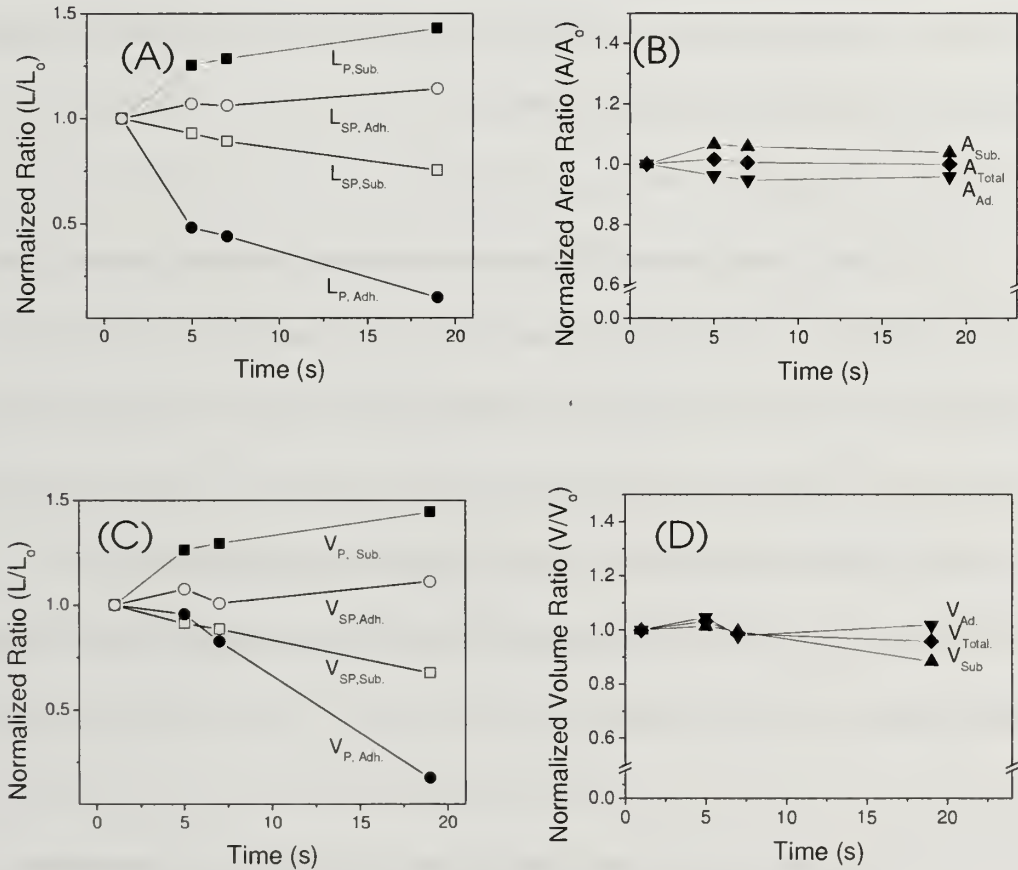 (A)
Normalized Ratio (L/Lo)
1.5
1.0
0.5
LP,Sub.
LSP, Adh.
LSP,Sub.
LP, Adh.
0 5 10 15 20
Time (s)
(B)
Normalized Area Ratio (A/Ao)
1.4
1.2
1.0
0.8
0.6
0.0
ASub.
ATotal
AAd.
0 5 10 15 20
Time (s)
(C)
Normalized Ratio (L/Lo)
1.5
1.0
0.5
VP, Sub.
VSP,Adh.
VSP,Sub.
VP, Adh.
0 5 10 15 20
Time (s)
(D)
Normalized Volume Ratio (V/Vo)
1.4
1.2
1.0
0.8
0.6
0.0
VAd.
VTotal.
VSub
0 5 10 15 20
Time (s)